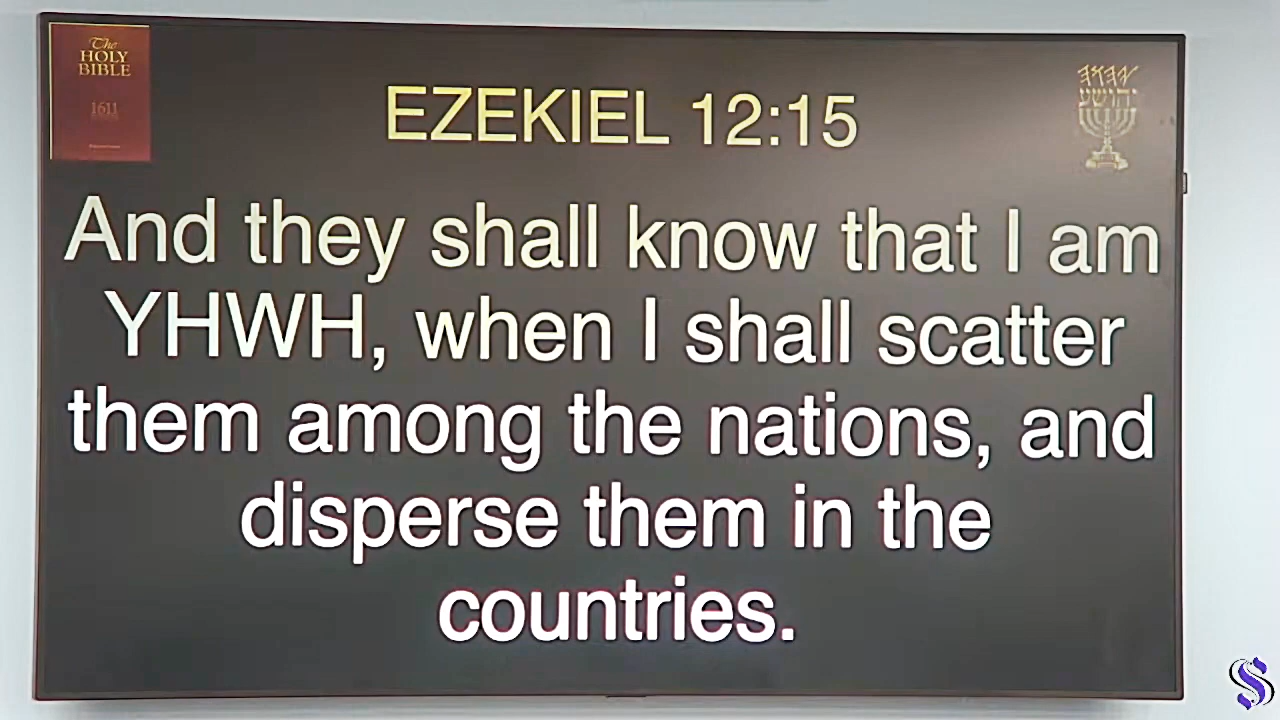 The
HOLY
BIBLE
1611
EZEKIEL 12:15
יהושע
And they shall know that I am
YHWH, when I shall scatter
them among the nations, and
disperse them in the
countries.
S